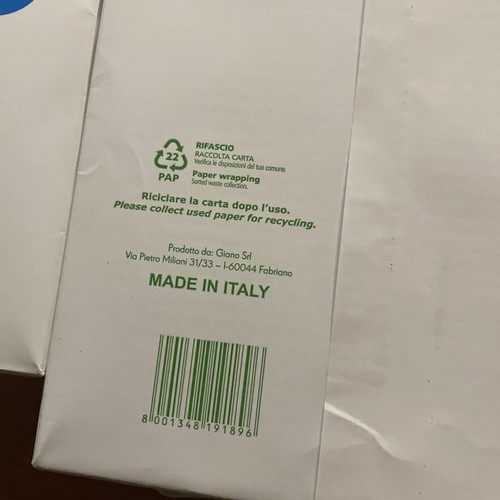 22
PAP
RIFASCIO
RACCOLTA CARTA
Verifica le disposizioni del tuo comune.
Paper wrapping
Sorted waste collection.
Riciclare la carta dopo l'uso.
Please collect used paper for recycling.
Prodotto da: Giano Srl
Via Pietro Miliani 31/33 – I-60044 Fabriano
MADE IN ITALY
8 001348 191896